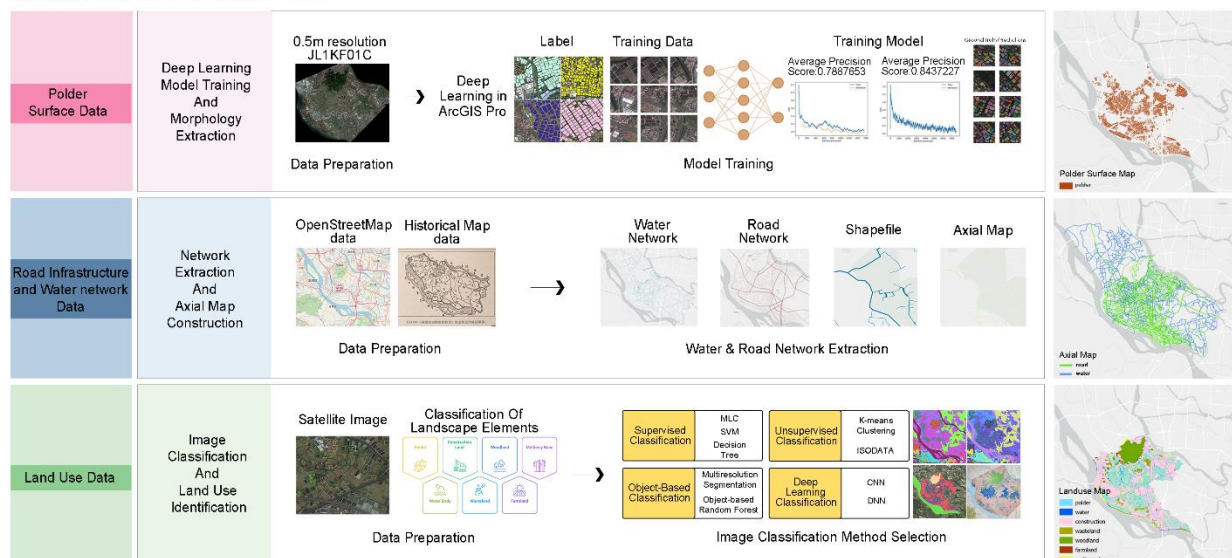 Polder
Surface Data
Deep Learning
Model Training
And
Morphology
Extraction
0.5m resolution
JL1KF01C
Data Preparation
Deep
Learning in
ArcGIS Pro
Label
Training Data
Training Model
Average Precision
Score:0.7887653
Average Precision
Score:0.8437227
Model Training
Polder Surface Map
polder
Road Infrastructure
and Water network
Data
Network
Extraction
And
Axial Map
Construction
OpenStreetMap
data
Historical Map
data
Data Preparation
Water
Network
Road
Network
Shapefile
Axial Map
Water & Road Network Extraction
Axial Map
road
water
Land Use Data
Image
Classification
And
Land Use
Identification
Satellite Image
Classification Of
Landscape Elements
Polder
Construction
Land
Woodland
Water Body
Wasteland
Farmland
Data Preparation
Supervised
Classification
MLC
SVM
Decision
Tree
Unsupervised
Classification
K-means
Clustering
ISODATA
Object-Based
Classification
Multiresolution
Segmentation
Object-based
Random Forest
Deep
Learning
Classification
CNN
DNN
Image Classification Method Selection
Landuse Map
polder
water
construction
wasteland
woodland
farmland